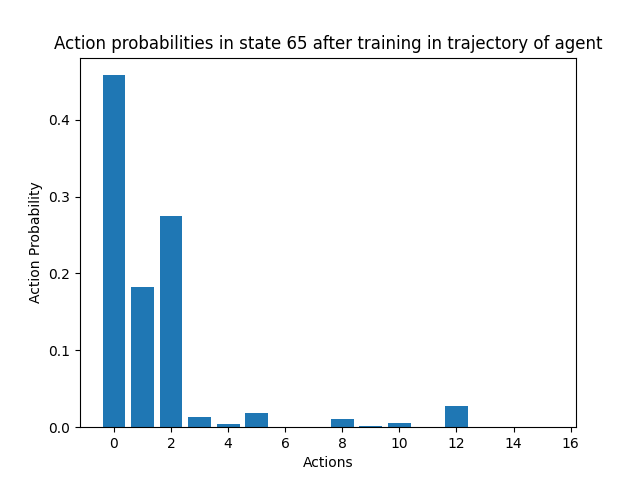 Action probabilities in state 65 after training in trajectory of agent
Action Probability
0.4
0.3
0.2
0.1
0.0
0 2 4 6 8 10 12 14 16
Actions